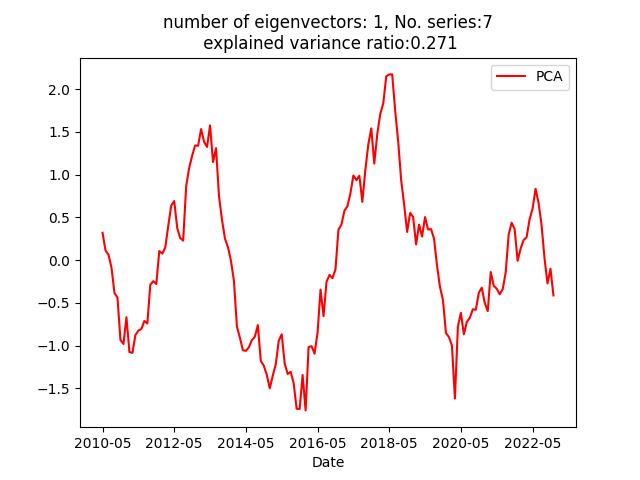 number of eigenvectors: 1, No. series:7
explained variance ratio:0.271
PCA
2.0
1.5
1.0
0.5
0.0
−0.5
−1.0
−1.5
2010-05 2012-05 2014-05 2016-05 2018-05 2020-05 2022-05
Date